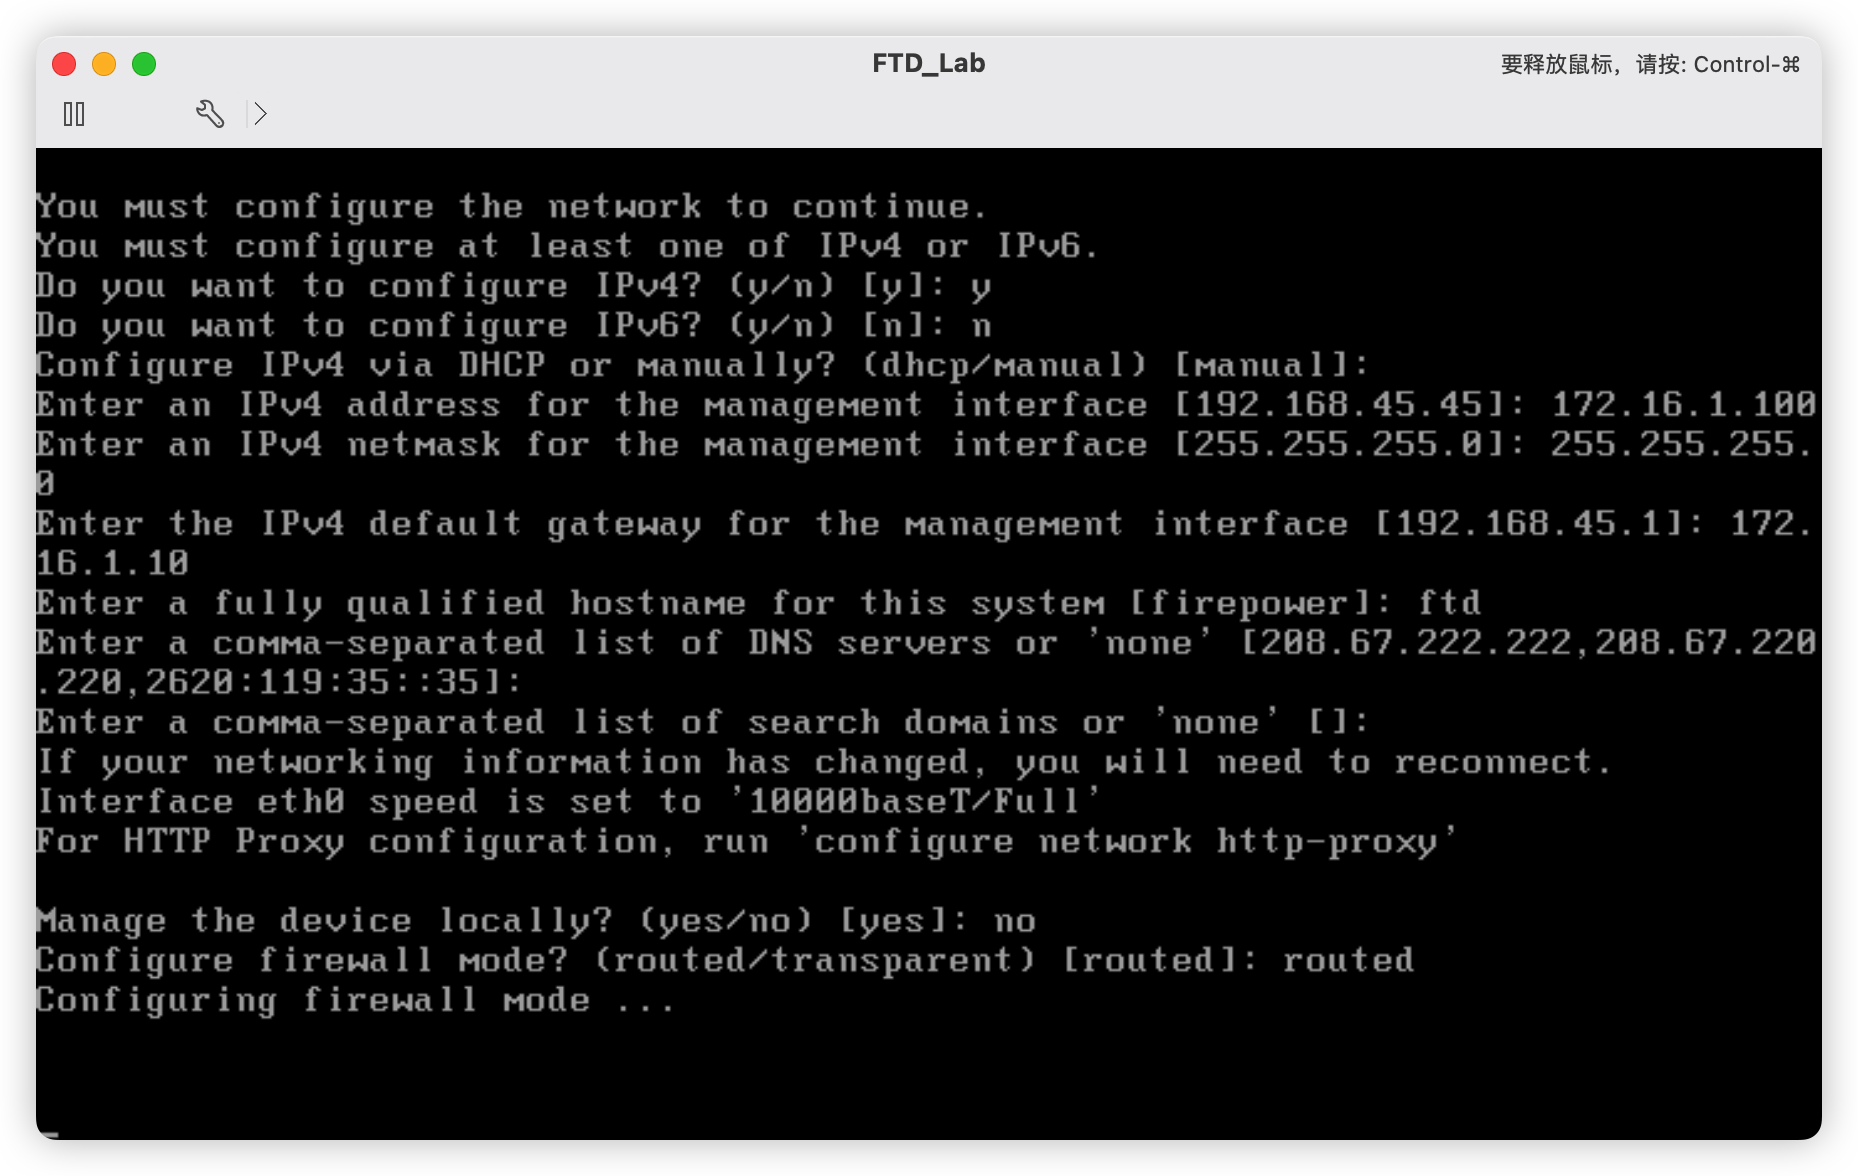 FTD_Lab
要释放鼠标，请按: Control-⌘
You must configure the network to continue.
You must configure at least one of IPv4 or IPv6.
Do you want to configure IPv4? (y/n) [y]: y
Do you want to configure IPv6? (y/n) [n]: n
Configure IPv4 via DHCP or manually? (dhcp/manual) [manual]:
Enter an IPv4 address for the management interface [192.168.45.45]: 172.16.1.100
Enter an IPv4 netmask for the management interface [255.255.255.0]: 255.255.255.
0
Enter the IPv4 default gateway for the management interface [192.168.45.1]: 172.
16.1.10
Enter a fully qualified hostname for this system [firepower]: ftd
Enter a comma-separated list of DNS servers or 'none' [208.67.222.222,208.67.220
.220,2620:119:35::35]:
Enter a comma-separated list of search domains or 'none' []:
If your networking information has changed, you will need to reconnect.
Interface eth0 speed is set to '10000baseT/Full'
For HTTP Proxy configuration, run 'configure network http-proxy'
Manage the device locally? (yes/no) [yes]: no
Configure firewall mode? (routed/transparent) [routed]: routed
Configuring firewall mode ...